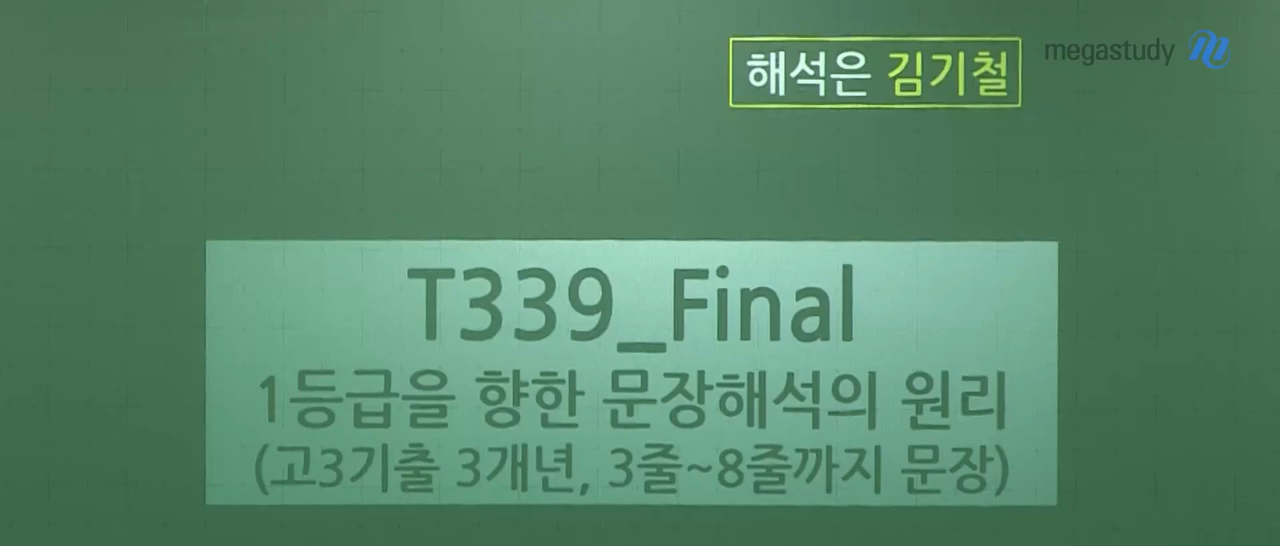 해석은 김기철
megastudy
T339_Final
1등급을 향한 문장해석의 원리
(고3기출 3개년, 3줄~8줄까지 문장)